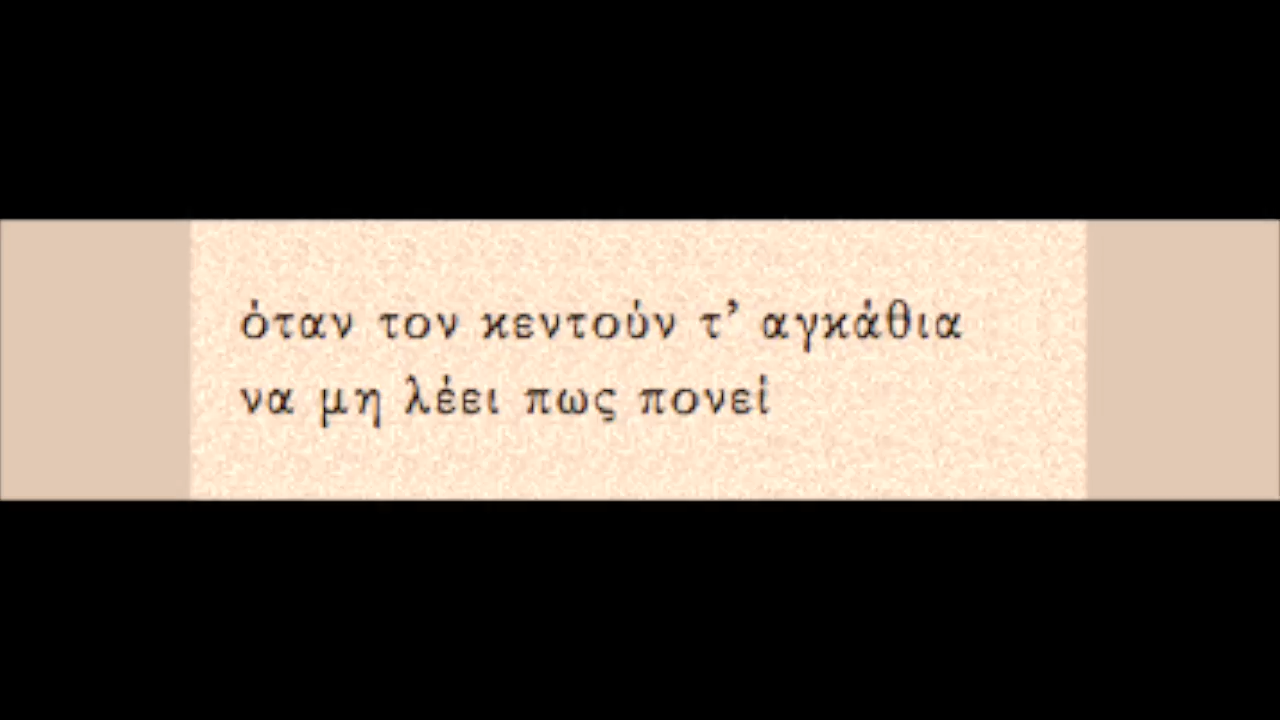 όταν τον κεντούν τ’ αγκάθια
να μη λέει πως πονεί